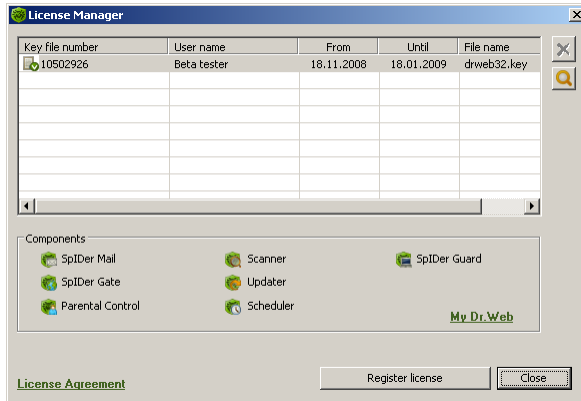 License Manager
Key file number User name From Until File name
10502926 Beta tester 18.11.2008 18.01.2009 drweb32.key
Components
SpIDer Mail Scanner SpIDer Guard
SpIDer Gate Updater
Parental Control Scheduler
My Dr.Web
License Agreement Register license Close